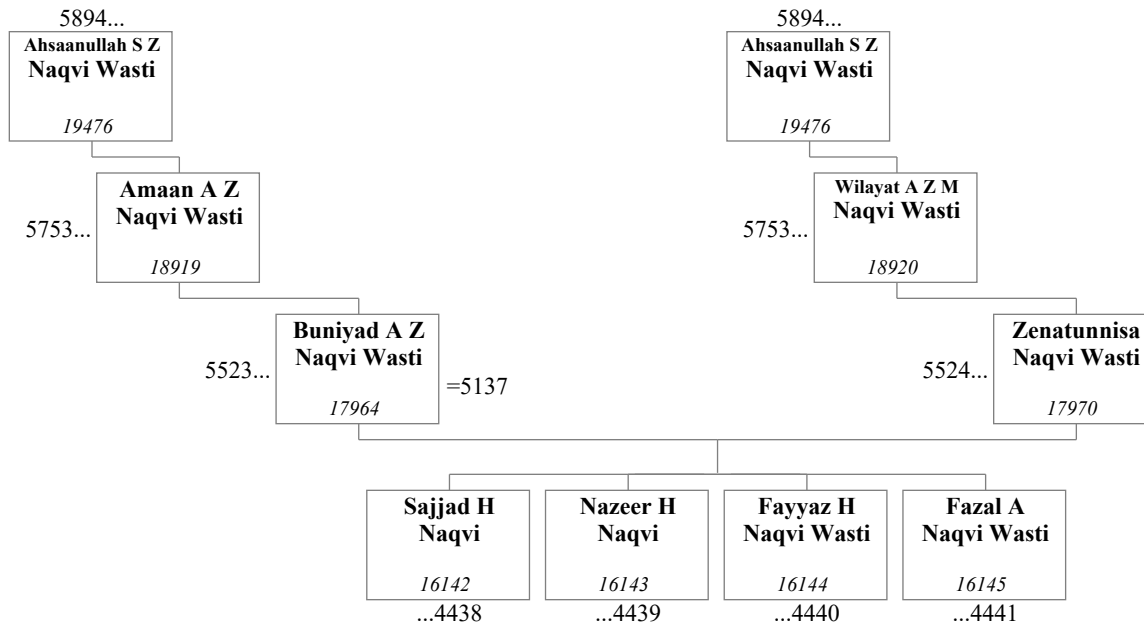 5894...
Ahsaanullah S Z
Naqvi Wasti
19476
5894...
Ahsaanullah S Z
Naqvi Wasti
19476
5753...
Amaan A Z
Naqvi Wasti
18919
5753...
Wilayat A Z M
Naqvi Wasti
18920
5523...
Buniyad A Z
Naqvi Wasti
17964
=5137
5524...
Zenatunnisa
Naqvi Wasti
17970
Sajjad H
Naqvi
16142
...4438
Nazeer H
Naqvi
16143
...4439
Fayyaz H
Naqvi Wasti
16144
...4440
Fazal A
Naqvi Wasti
16145
...4441